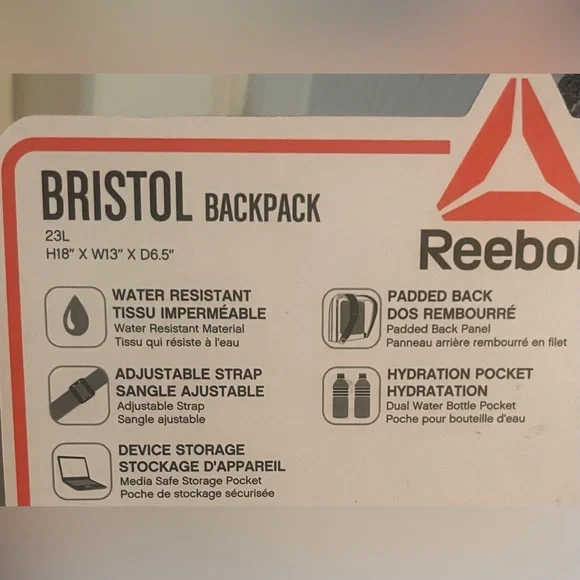 BRISTOL BACKPACK
23L
H18" X W13" X D6.5"
Reebo
WATER RESISTANT
TISSU IMPERMÉABLE
Water Resistant Material
Tissu qui résiste à l'eau
PADDED BACK
DOS REMBOURRÉ
Padded Back Panel
Panneau arrière rembourré en filet
ADJUSTABLE STRAP
SANGLE AJUSTABLE
Adjustable Strap
Sangle ajustable
HYDRATION POCKET
HYDRATATION
Dual Water Bottle Pocket
Poche pour bouteille d'eau
DEVICE STORAGE
STOCKAGE D'APPAREIL
Media Safe Storage Pocket
Poche de stockage sécurisée